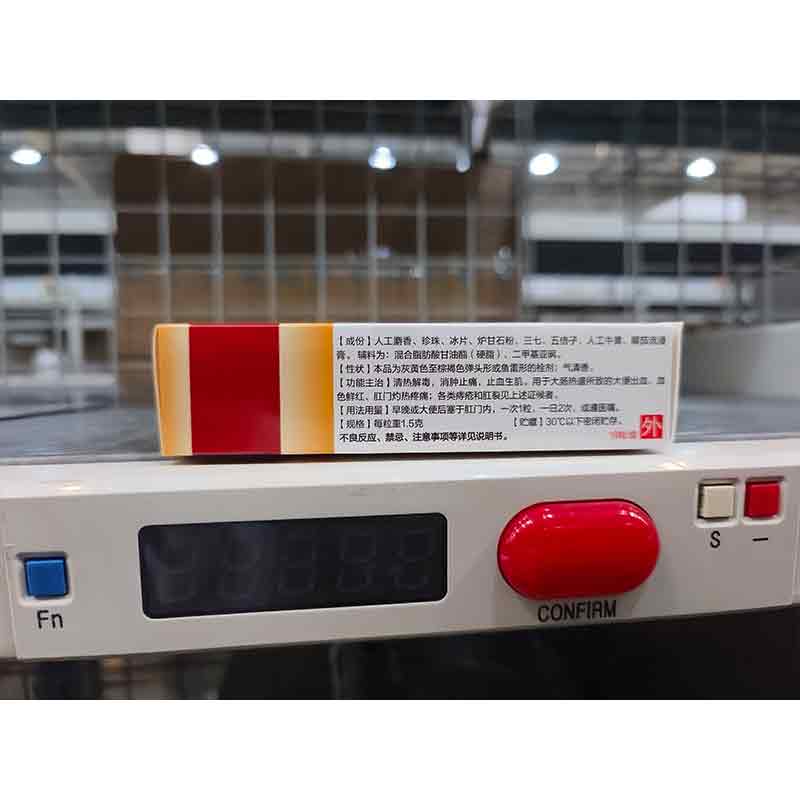 【成份】人工麝香、珍珠、冰片、炉甘石粉、三七、五倍子、人工牛黄、颠茄流浸
膏。辅料为：混合脂肪酸甘油酯（硬脂）、二甲基亚砜。
【性状】本品为灰黄色至棕褐色弹头形或鱼雷形的栓剂；气清香。
【功能主治】清热解毒，消肿止痛，止血生肌。用于大肠热盛所致的大便出血、血
色鲜红、肛门灼热疼痛；各类痔疮和肛裂见上述证候者。
【用法用量】早晚或大便后塞于肛门内，一次1粒，一日2次，或遵医嘱。
【规格】每粒重1.5克 【贮藏】30℃以下密闭贮存。
不良反应、禁忌、注意事项等详见说明书。
外
Fn
CONFIRM
S
−